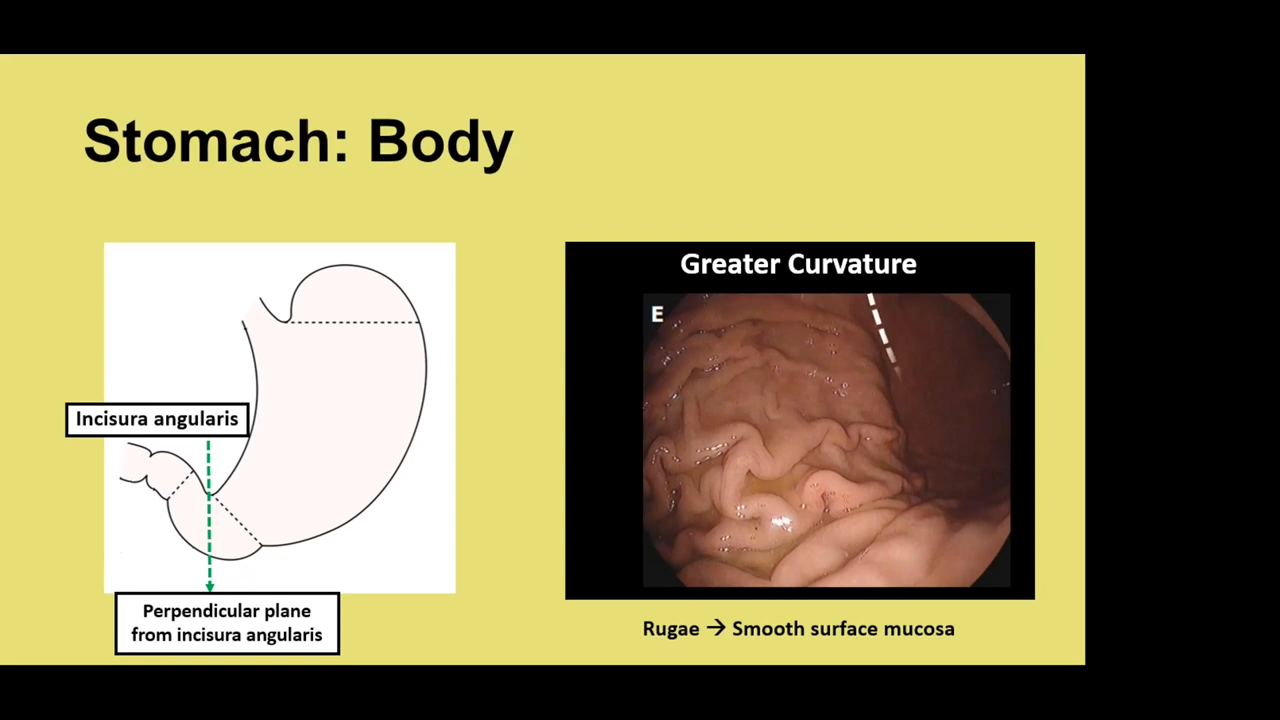 Stomach: Body
Incisura angularis
Perpendicular plane
from incisura angularis
Greater Curvature
E
Rugae → Smooth surface mucosa